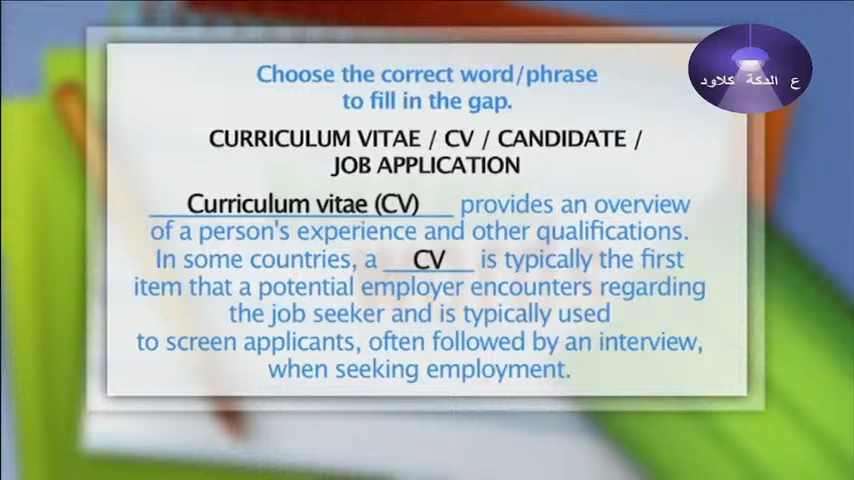 Choose the correct word/phrase
to fill in the gap.
CURRICULUM VITAE / CV / CANDIDATE /
JOB APPLICATION
Curriculum vitae (CV) provides an overview
of a person's experience and other qualifications.
In some countries, a CV is typically the first
item that a potential employer encounters regarding
the job seeker and is typically used
to screen applicants, often followed by an interview,
when seeking employment.
ع الدكة كلاود